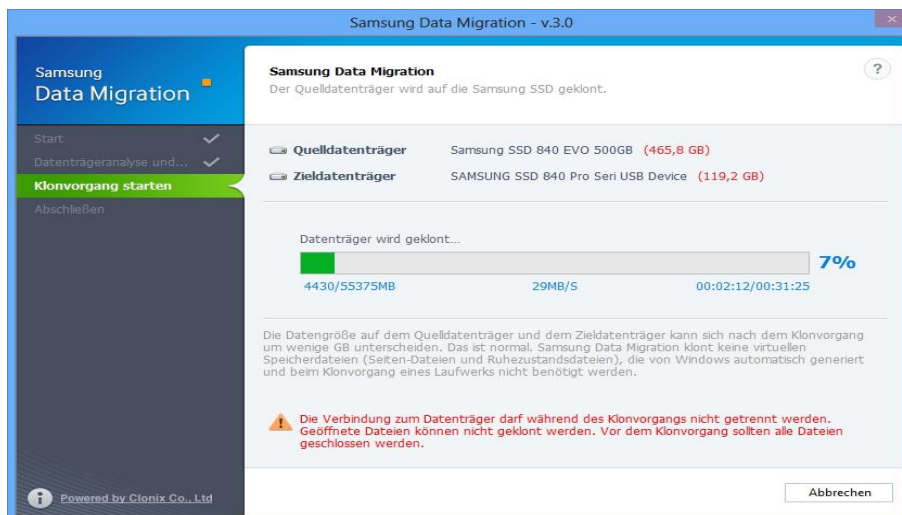 Samsung Data Migration - v.3.0
Samsung
Data Migration
Start
Datenträgeranalyse und...
Klonvorgang starten
Abschließen
Powered by Clonix Co., Ltd
Samsung Data Migration
Der Quelldatenträger wird auf die Samsung SSD geklont.
?
Quelldatenträger Samsung SSD 840 EVO 500GB (465,8 GB)
Zieldatenträger SAMSUNG SSD 840 Pro Seri USB Device (119,2 GB)
Datenträger wird geklont...
7%
4430/55375MB 29MB/S 00:02:12/00:31:25
Die Datengröße auf dem Quelldatenträger und dem Zieldatenträger kann sich nach dem Klonvorgang
um wenige GB unterscheiden. Das ist normal. Samsung Data Migration klont keine virtuellen
Speicherdateien (Seiten-Dateien und Ruhezustandsdateien), die von Windows automatisch generiert
und beim Klonvorgang eines Laufwerks nicht benötigt werden.
Die Verbindung zum Datenträger darf während des Klonvorgangs nicht getrennt werden.
Geöffnete Dateien können nicht geklont werden. Vor dem Klonvorgang sollten alle Dateien
geschlossen werden.
Abbrechen